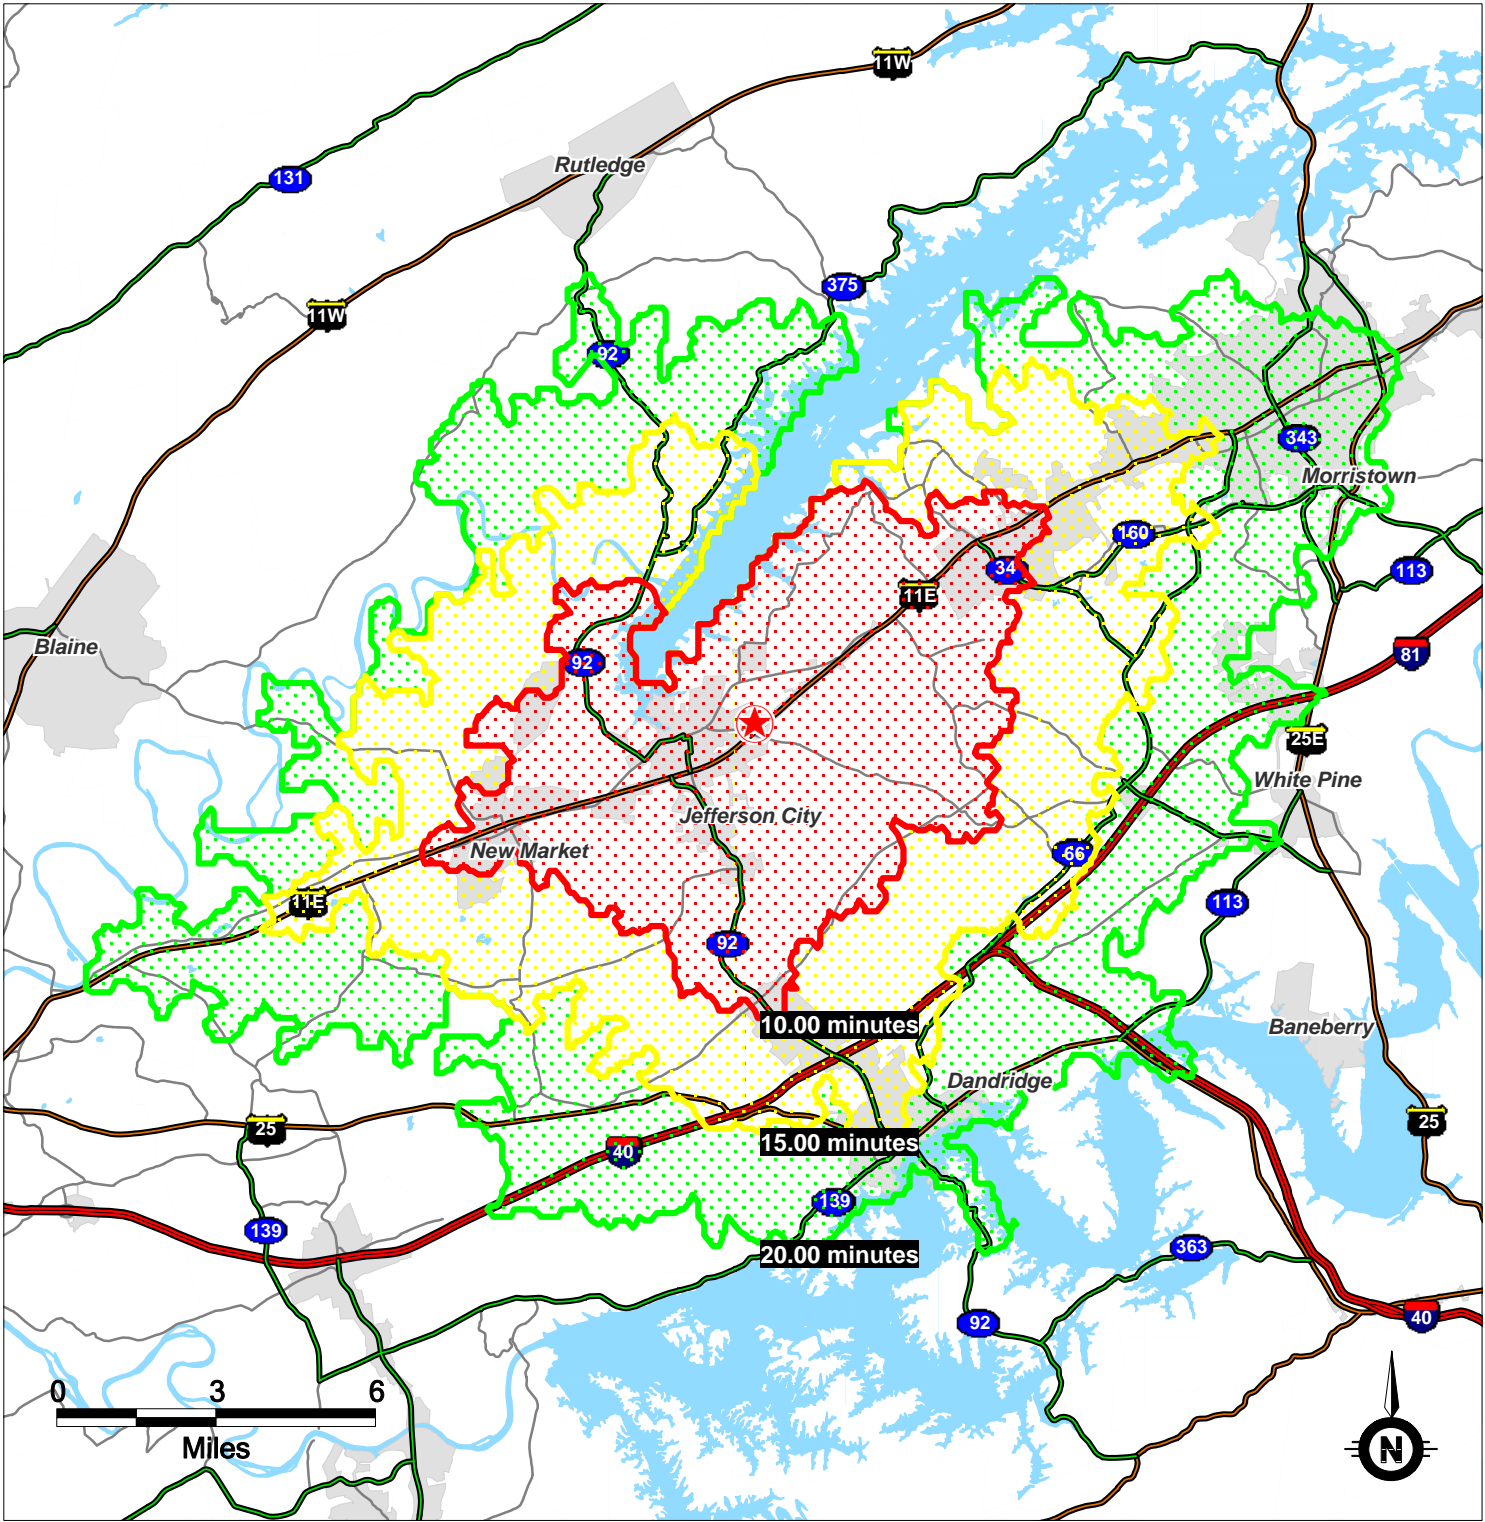 11W
Rutledge
131
375
11W
92
343
Morristown
160
113
34
11E
Blaine
81
92
25E
White Pine
Jefferson City
New Market
66
11E
113
92
10.00 minutes
Baneberry
Dandridge
25
25
15.00 minutes
40
139
139
363
20.00 minutes
92
40
0 3 6
Miles
N